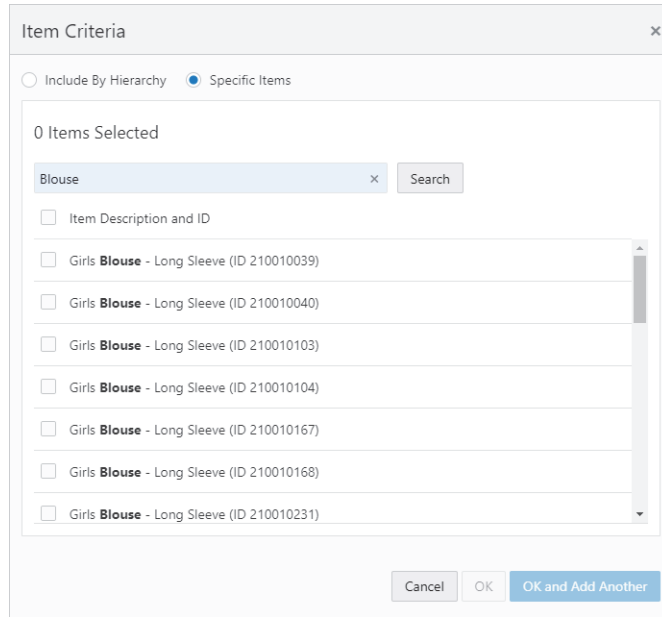 Item Criteria
Include By Hierarchy Specific Items
0 Items Selected
Blouse Search
Item Description and ID
Girls Blouse - Long Sleeve (ID 210010039)
Girls Blouse - Long Sleeve (ID 210010040)
Girls Blouse - Long Sleeve (ID 210010103)
Girls Blouse - Long Sleeve (ID 210010104)
Girls Blouse - Long Sleeve (ID 210010167)
Girls Blouse - Long Sleeve (ID 210010168)
Girls Blouse - Long Sleeve (ID 210010231)
Cancel OK OK and Add Another